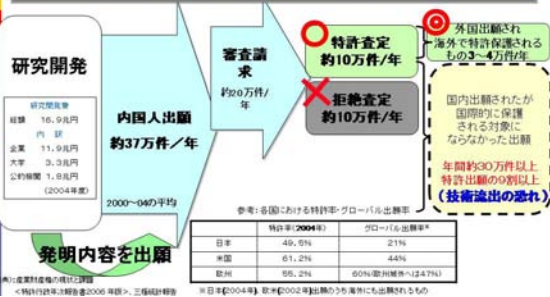 研究開発
研究開発費
総額 16.9兆円
内 訳
企業 11.9兆円
大学 3.3兆円
公的機関 1.8兆円
(2004年度)
内国人出願
約37万件/年
2000~04の平均
審査請
求
約20万件/
年
特許査定
約10万件/年
拒絶査定
約10万件/年
外国出願され
海外で特許保護される
もの3~4万件/年
国内出願されたが
国際的に保護
される対象に
ならなかった出願
年間約30万件以上
特許出願の9割以上
(技術流出の恐れ)
発明内容を出願
参考:各国における特許率・グローバル出願率
特許率(2004年) グローバル出願率※
日本 49.5% 21%
米国 61.2% 44%
欧州 55.2% 60%(欧州域外へは47%)
※日本(2004年)、欧米(2002年)出願のうち海外にも出願されるもの
典):産業財産権の現状と課題
<特許行政年次報告書2006年版>、三極統計報告